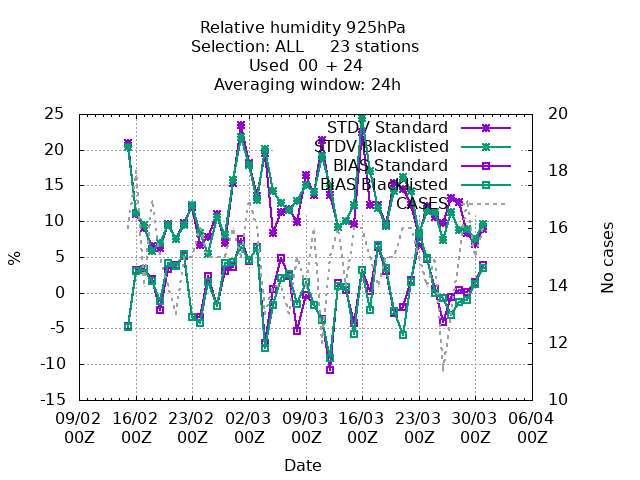 Relative humidity 925hPa
Selection: ALL 23 stations
Used 00 + 24
Averaging window: 24h
25
20
15
10
5
0
-5
-10
-15
%
20
18
16
14
12
10
No cases
STDV Standard
STDV Blacklisted
BIAS Standard
BIAS Blacklisted
CASES
09/02 16/02 23/02 02/03 09/03 16/03 23/03 30/03 06/04
00Z 00Z 00Z 00Z 00Z 00Z 00Z 00Z 00Z
Date